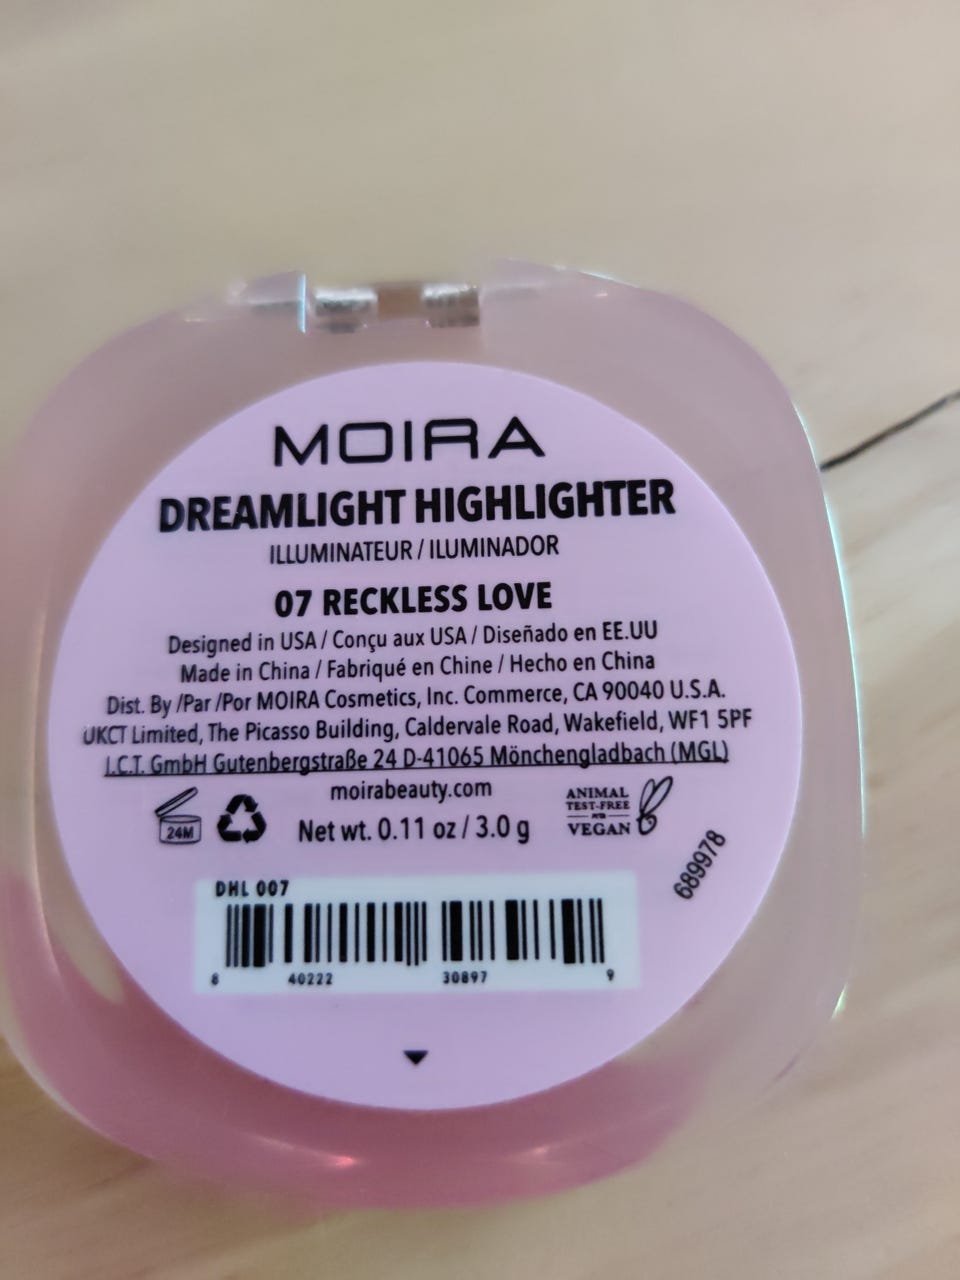 MOIRA
DREAMLIGHT HIGHLIGHTER
ILLUMINATEUR / ILUMINADOR
07 RECKLESS LOVE
Designed in USA / Conçu aux USA / Diseñado en EE.UU
Made in China / Fabriqué en Chine / Hecho en China
Dist. By /Par /Por MOIRA Cosmetics, Inc. Commerce, CA 90040 U.S.A.
UKCT Limited, The Picasso Building, Caldervale Road, Wakefield, WF1 5PF
I.C.T. GmbH Gutenbergstraße 24 D-41065 Mönchengladbach (MGL)
moirabeauty.com
24M
Net wt. 0.11 oz / 3.0 g
ANIMAL
TEST-FREE
VEGAN
689978
DHL 007
8 40222 30897 9